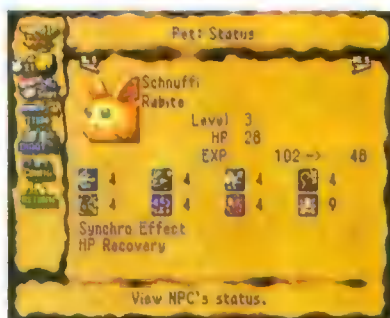 Pet: Status
Schnuffi
Rabite
Level 3
HP 28
EXP 102-> 48
4 4 4 4
4 4 4 9
Synchro Effect
HP Recovery
View NPC's status.